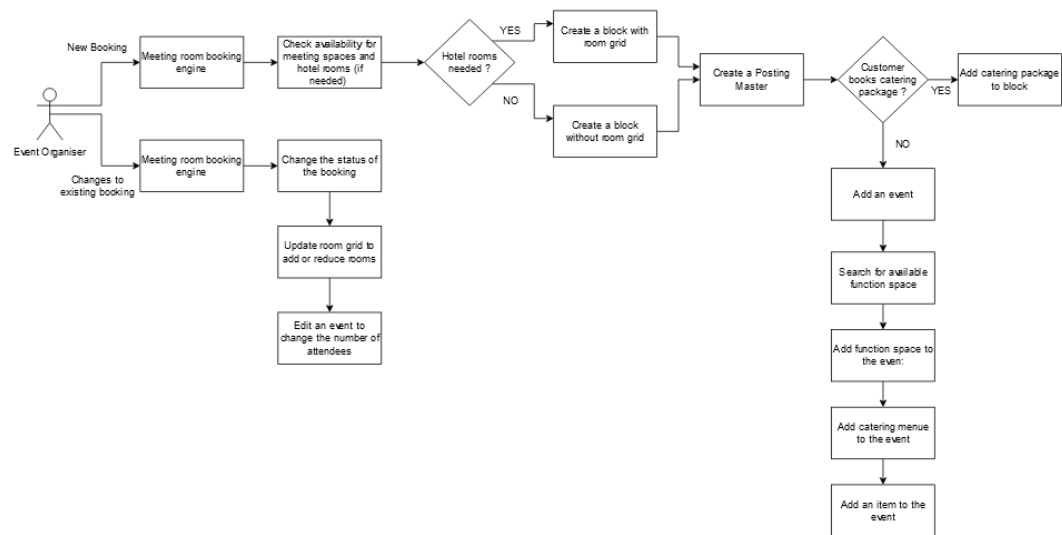 New Booking
Meeting room booking
engine
Check availability for
meeting spaces and
hotel rooms (if
needed)
Hotel rooms
needed ?
YES
NO
Create a block with
room grid
Create a block
without room grid
Create a Posting
Master
Customer
books catering
package ?
YES
Add catering package
to block
NO
Event Organiser
Changes to
existing booking
Meeting room booking
engine
Change the status of
the booking
Update room grid to
add or reduce rooms
Edit an event to
change the number of
attendees
Add an event
Search for available
function space
Add function space to
the even:
Add catering menue
to the event
Add an item to the
event